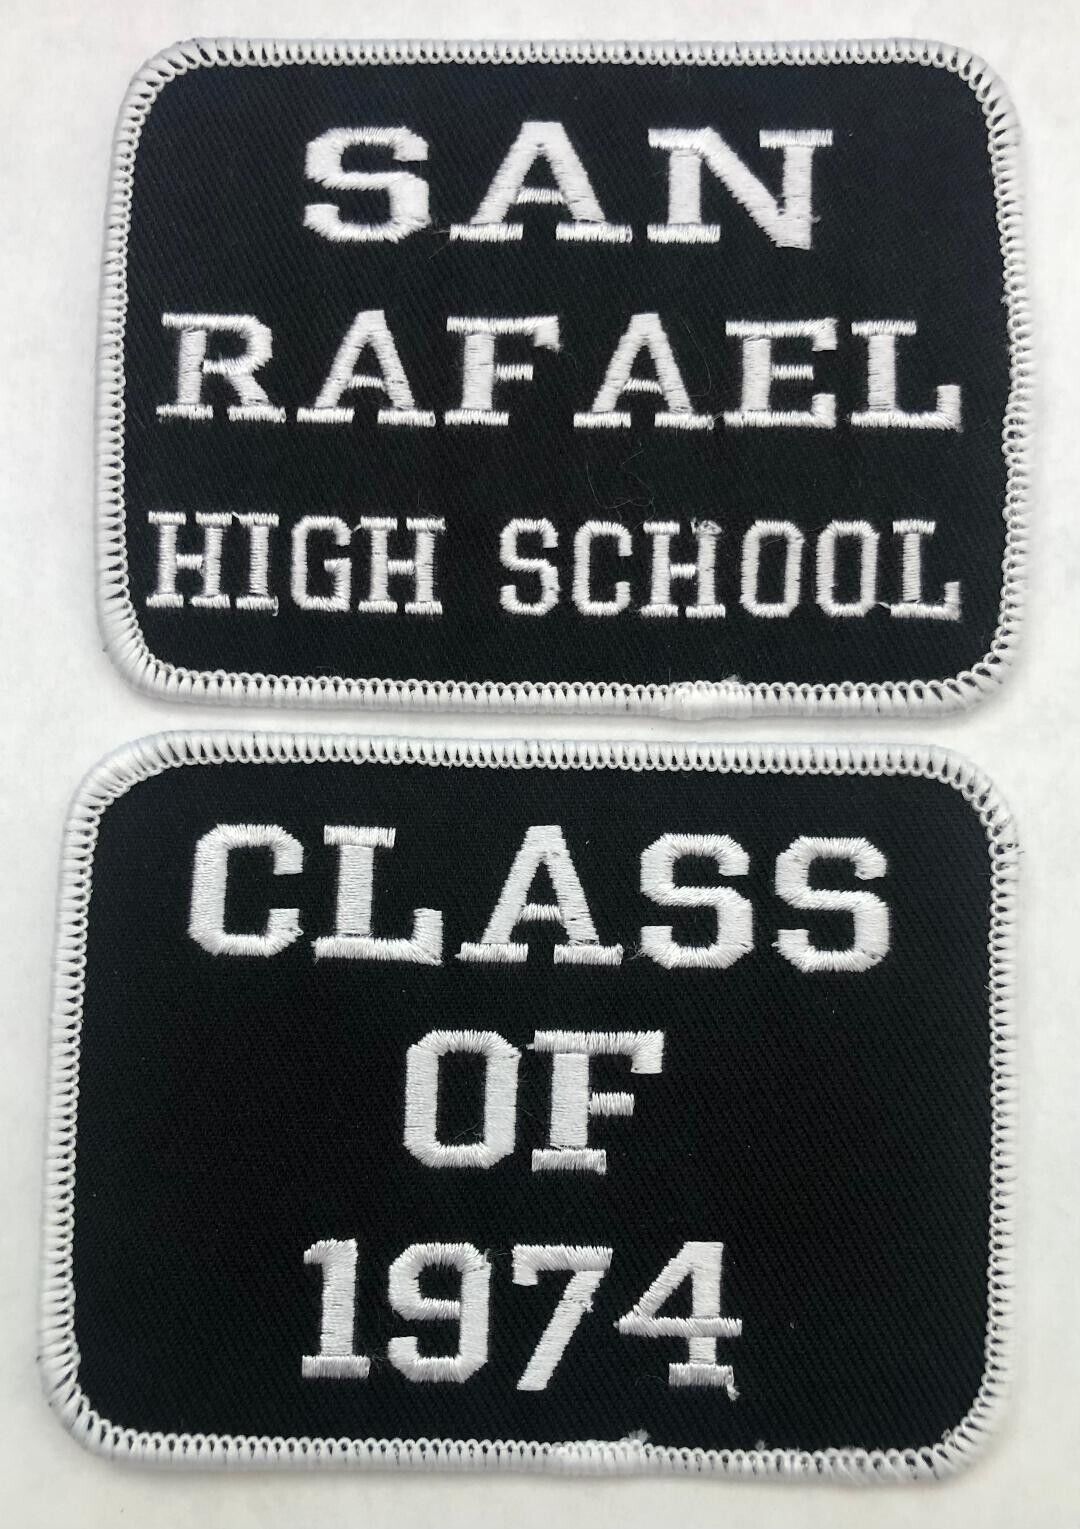 SAN
RAFAEL
HIGH SCHOOL
CLASS
OF
1974